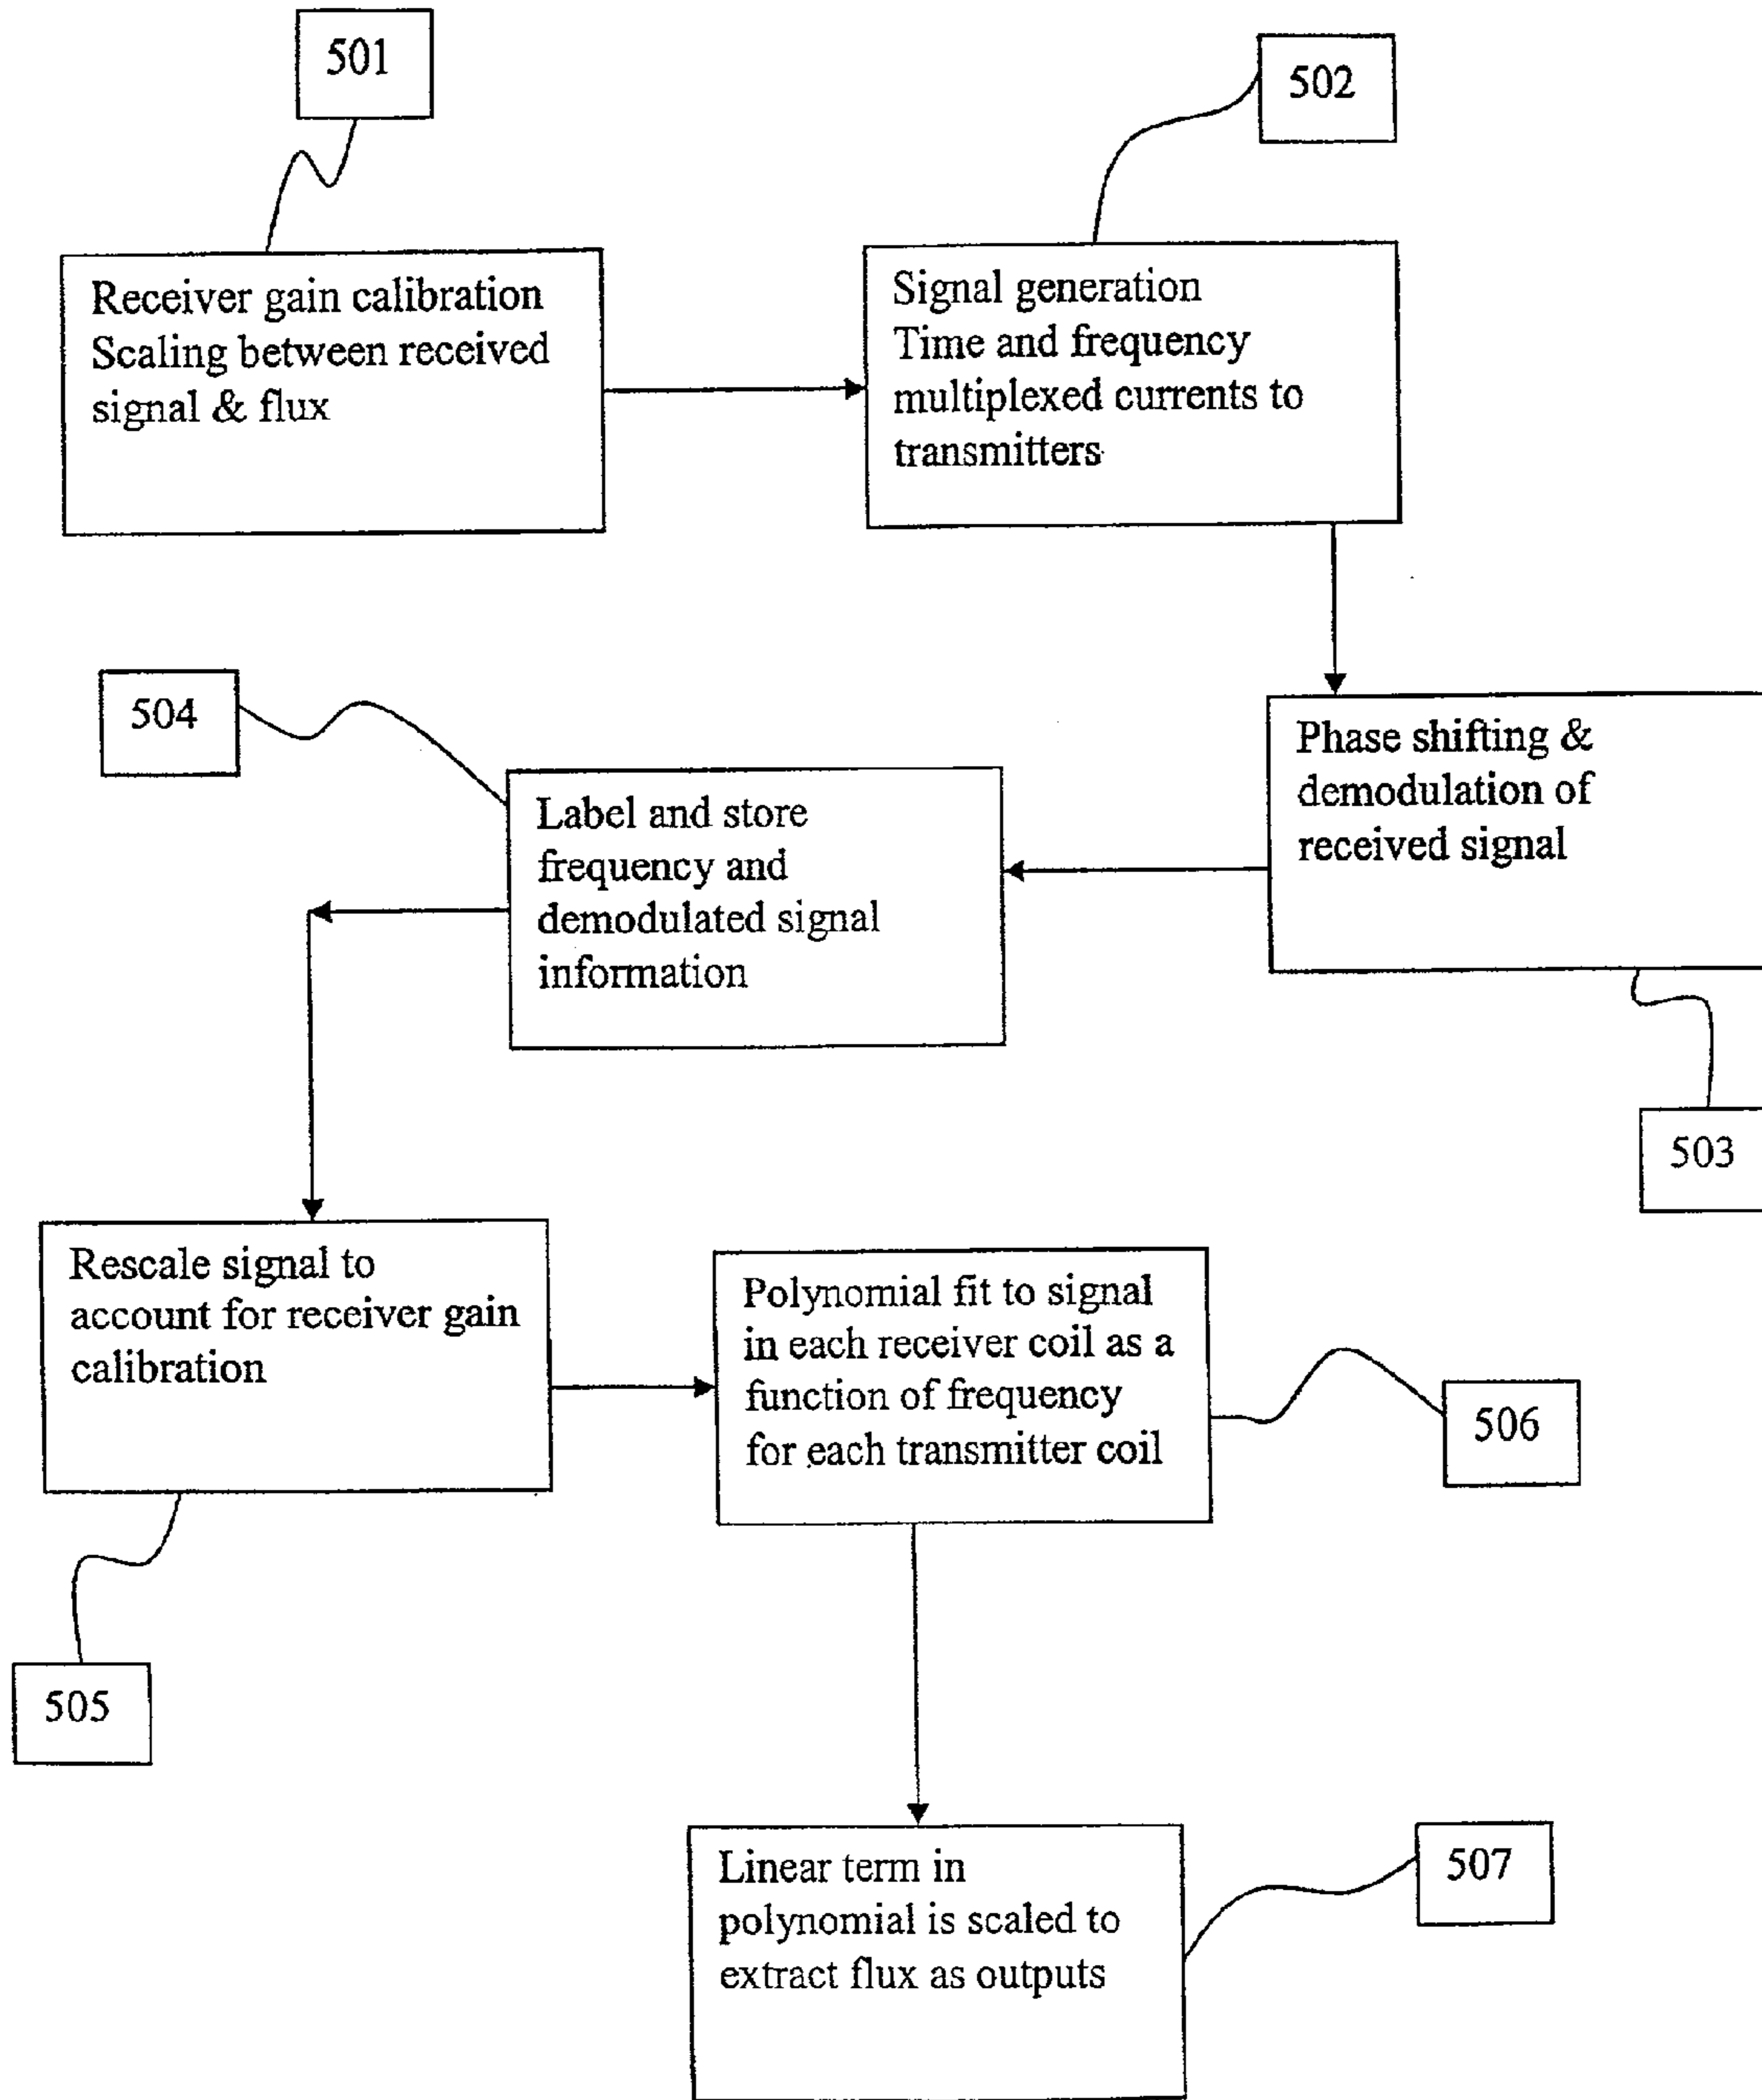 501
502
Receiver gain calibration
Scaling between received
signal & flux
Signal generation
Time and frequency
multiplexed currents to
transmitters
504
Label and store
frequency and
demodulated signal
information
Phase shifting &
demodulation of
received signal
503
Rescale signal to
account for receiver gain
calibration
Polynomial fit to signal
in each receiver coil as a
function of frequency
for each transmitter coil
506
505
Linear term in
polynomial is scaled to
extract flux as outputs
507